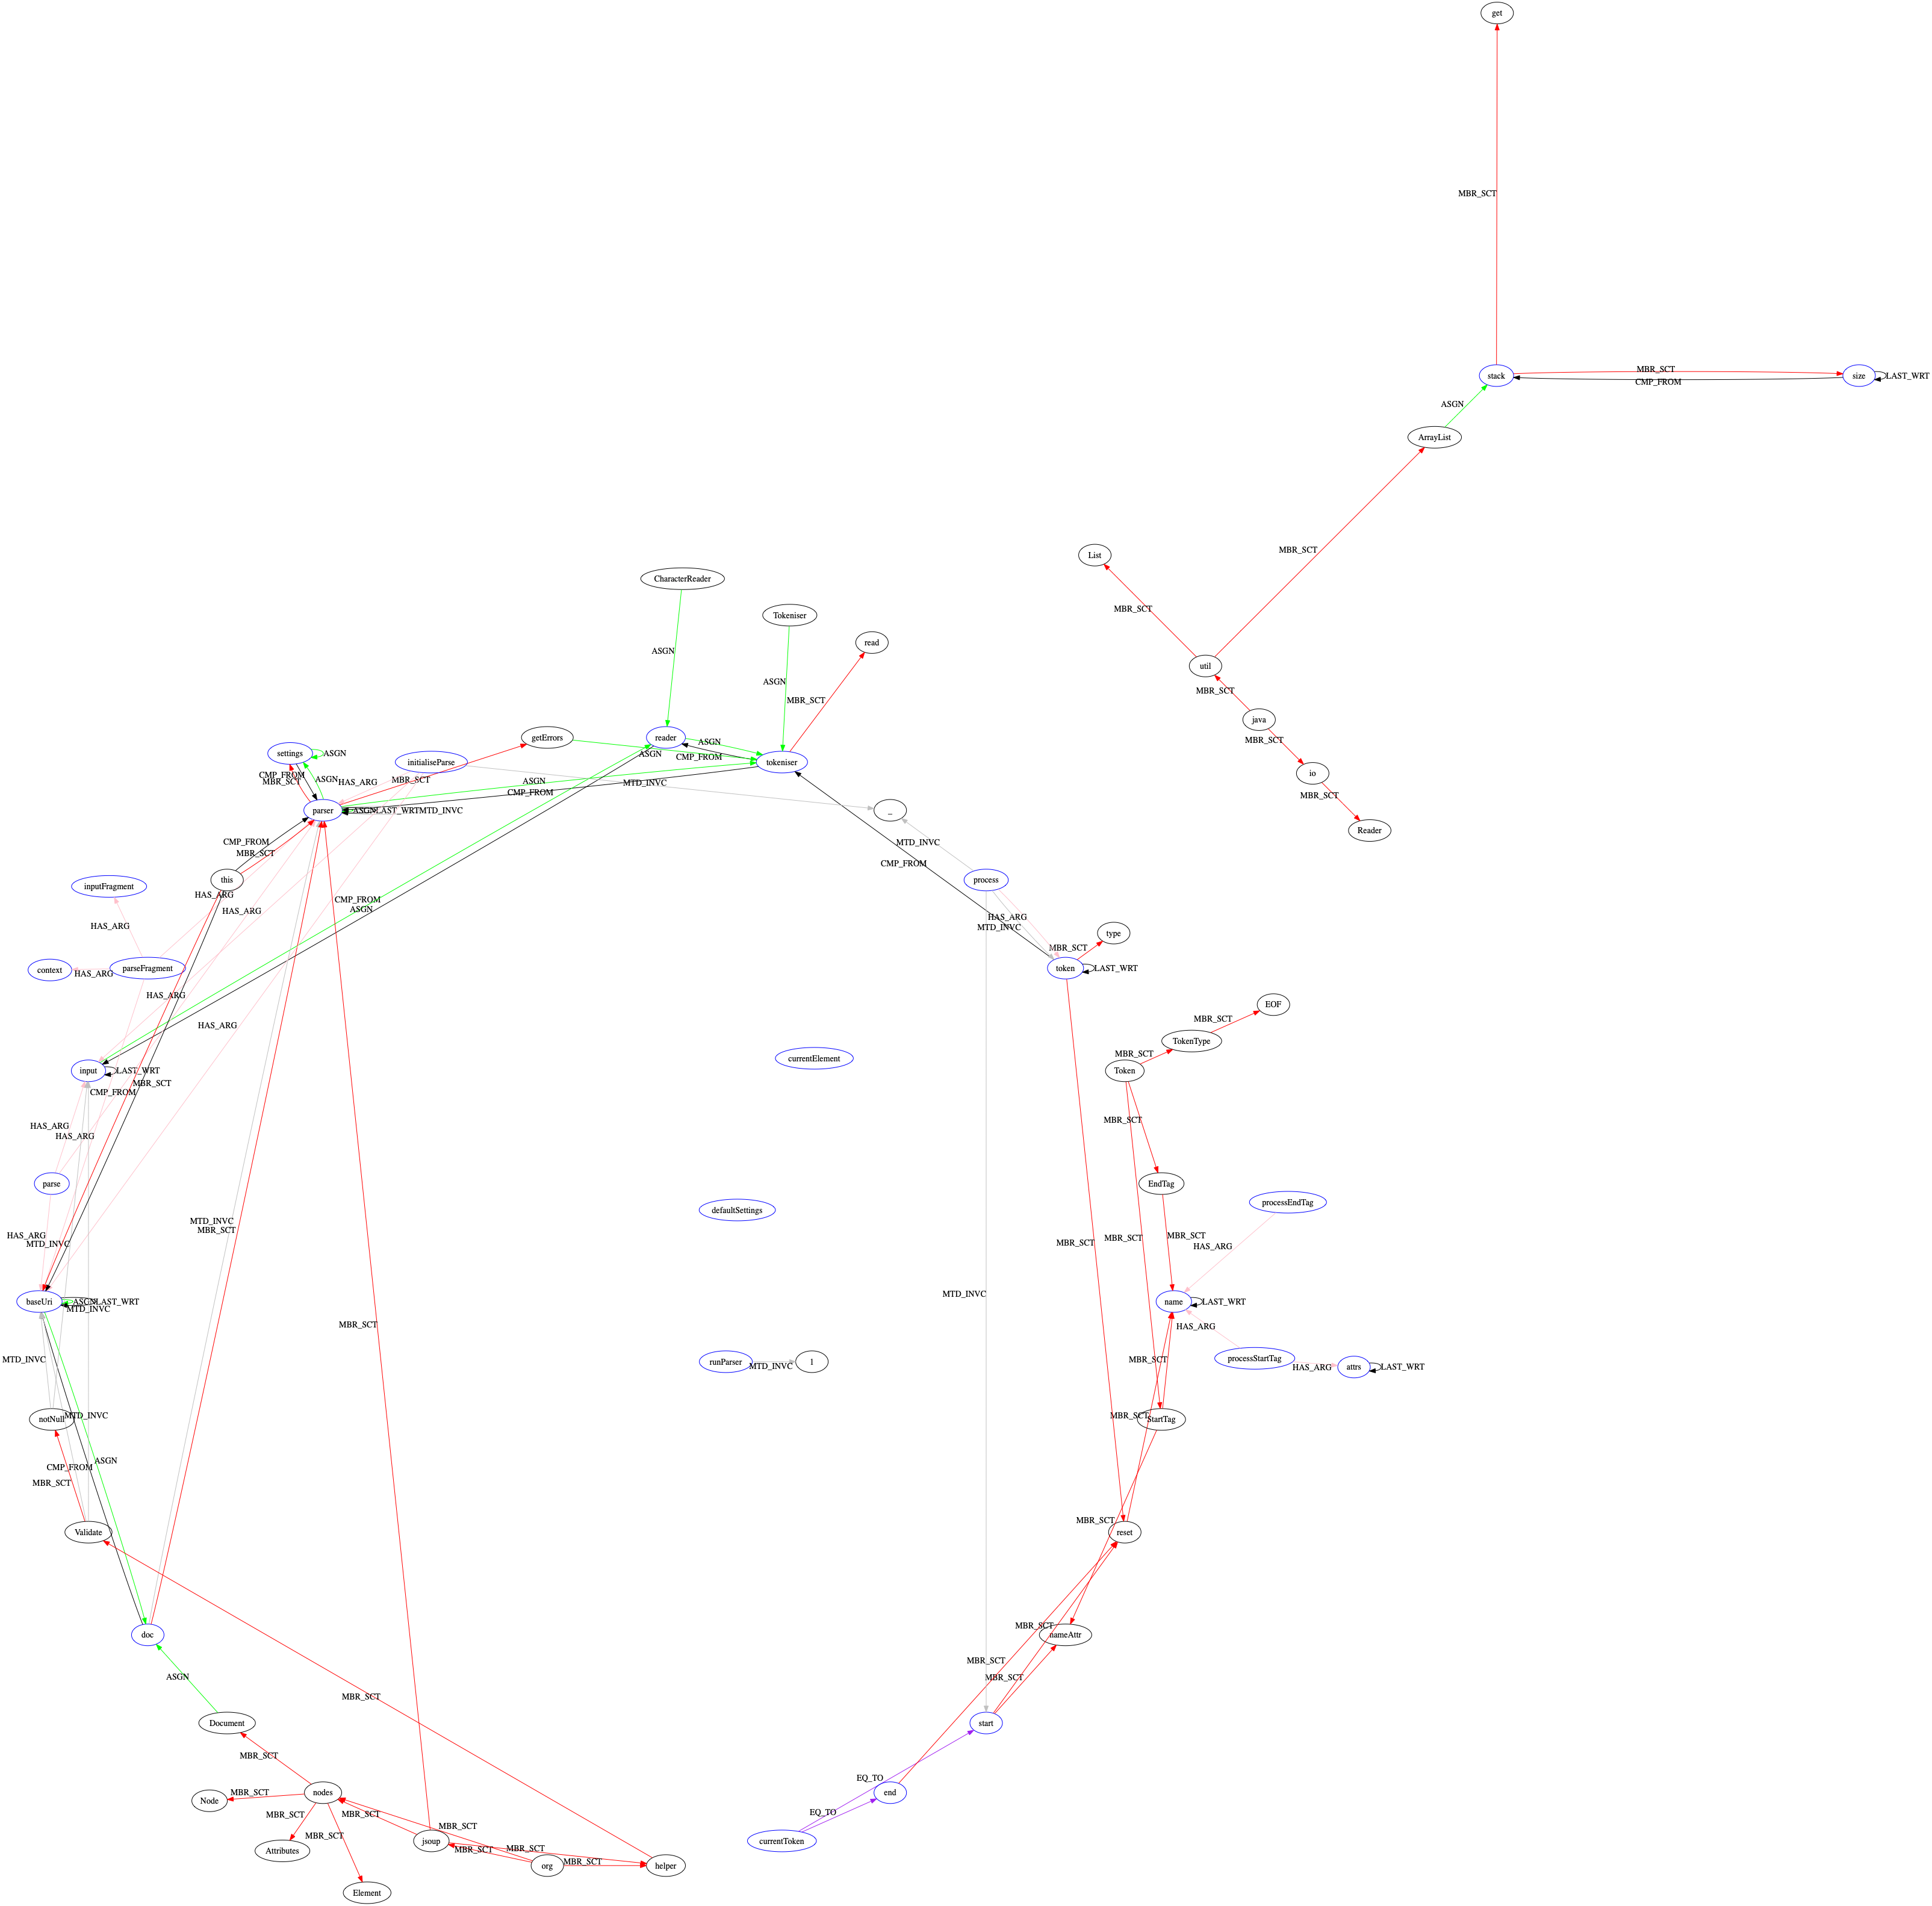 get
MBR_SCT
stack
MBR_SCT
CMP_FROM
size
LAST_WRT
ASGN
ArrayList
MBR_SCT
List
CharacterReader
MBR_SCT
Tokeniser
read
ASGN
util
ASGN
MBR_SCT
MBR_SCT
java
MBR_SCT
io
MBR_SCT
Reader
settings
ASGN
getErrors
reader
ASGN
ASGN
CMP_FROM
tokeniser
initialiseParse
CMP_FROM
MBR_SCT
ASGN
HAS_ARG
MBR_SCT
ASGN
MTD_INVC
CMP_FROM
parser
ASGN
LAST_WRT
MTD_INVC
_
CMP_FROM
MBR_SCT
MTD_INVC
CMP_FROM
this
process
inputFragment
HAS_ARG
CMP_FROM
ASGN
HAS_ARG
HAS_ARG
HAS_ARG
MTD_INVC
type
MBR_SCT
context
HAS_ARG
parseFragment
token
LAST_WRT
HAS_ARG
HAS_ARG
EOF
MBR_SCT
TokenType
MBR_SCT
currentElement
Token
input
LAST_WRT
MBR_SCT
CMP_FROM
HAS_ARG
HAS_ARG
MBR_SCT
parse
EndTag
processEndTag
defaultSettings
MTD_INVC
MBR_SCT
HAS_ARG
MTD_INVC
MBR_SCT
MBR_SCT
MBR_SCT
HAS_ARG
MTD_INVC
baseUri
ASGN
LAST_WRT
MTD_INVC
name
LAST_WRT
MBR_SCT
HAS_ARG
MTD_INVC
runParser
MTD_INVC
l
MBR_SCT
processStartTag
HAS_ARG
attrs
LAST_WRT
notNull
MTD_INVC
MBR_SCT
StartTag
ASGN
CMP_FROM
MBR_SCT
MBR_SCT
Validate
reset
doc
MBR_SCT
nameAttr
MBR_SCT
ASGN
MBR_SCT
MBR_SCT
Document
start
MBR_SCT
EQ_TO
Node
MBR_SCT
nodes
end
MBR_SCT
MBR_SCT
MBR_SCT
EQ_TO
MBR_SCT
Attributes
jsoup
MBR_SCT
MBR_SCT
currentToken
org
MBR_SCT
helper
Element